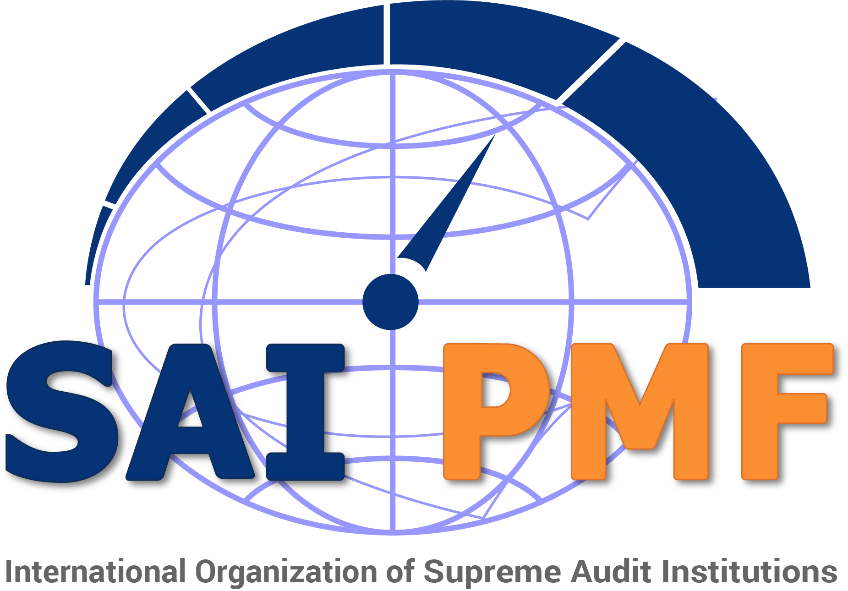 SAI PMF
International Organization of Supreme Audit Institutions